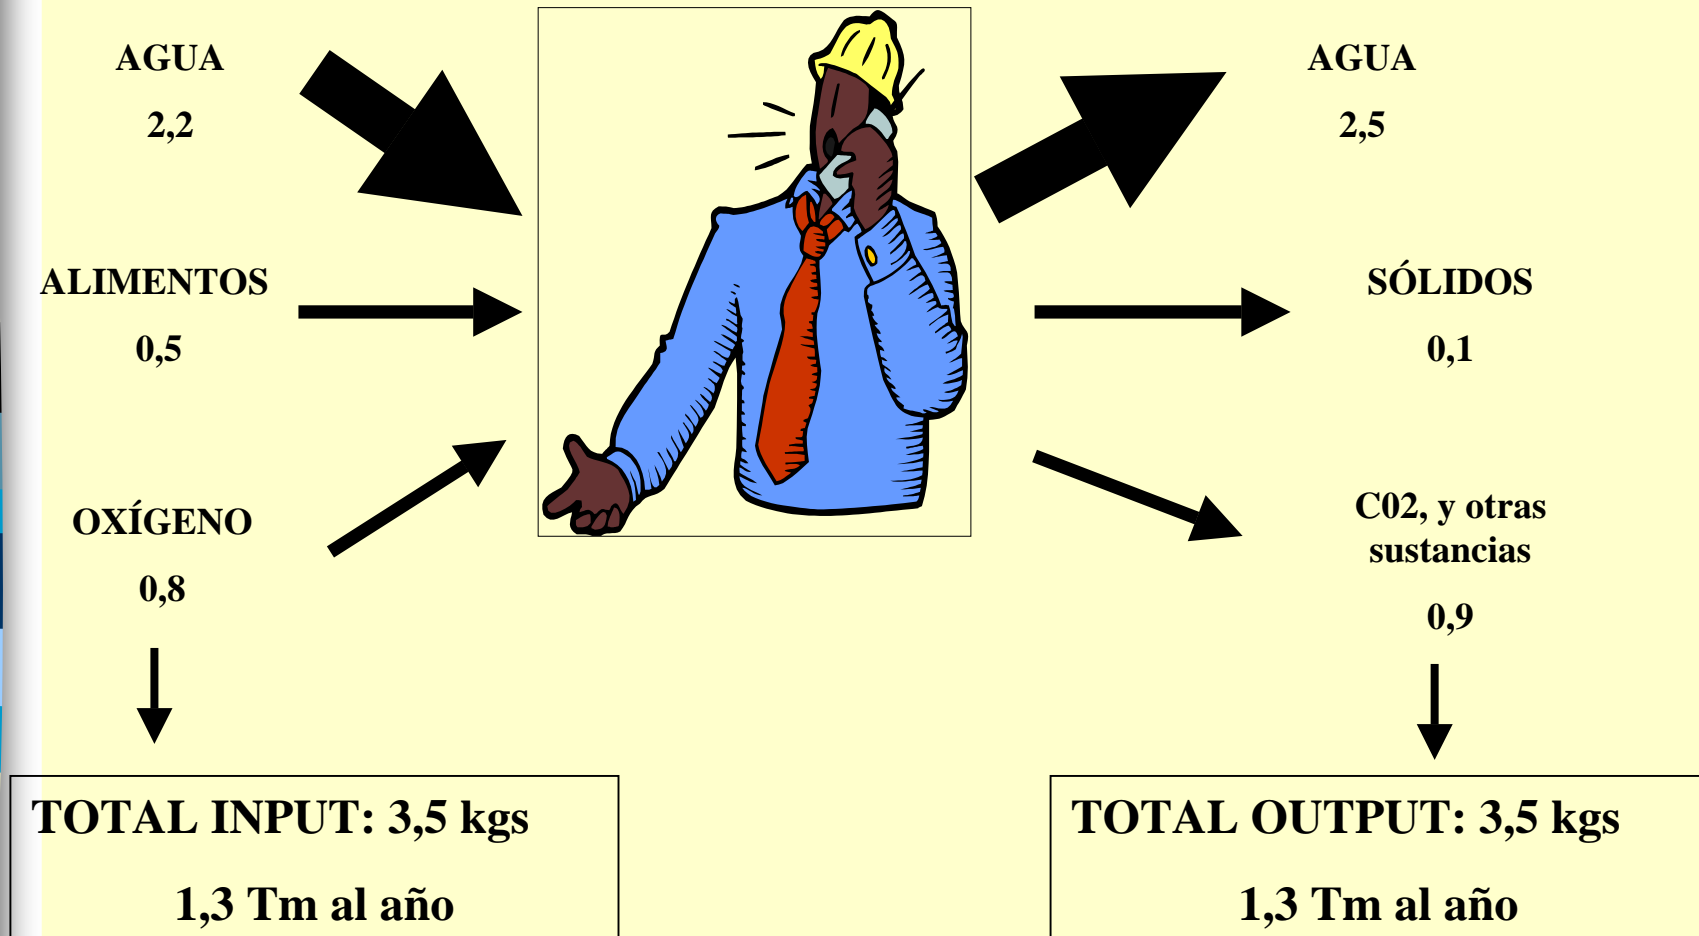 AGUA
2,2
ALIMENTOS
0,5
OXÍGENO
0,8
TOTAL INPUT: 3,5 kgs
1,3 Tm al año
AGUA
2,5
SÓLIDOS
0,1
C02, y otras
sustancias
0,9
TOTAL OUTPUT: 3,5 kgs
1,3 Tm al año